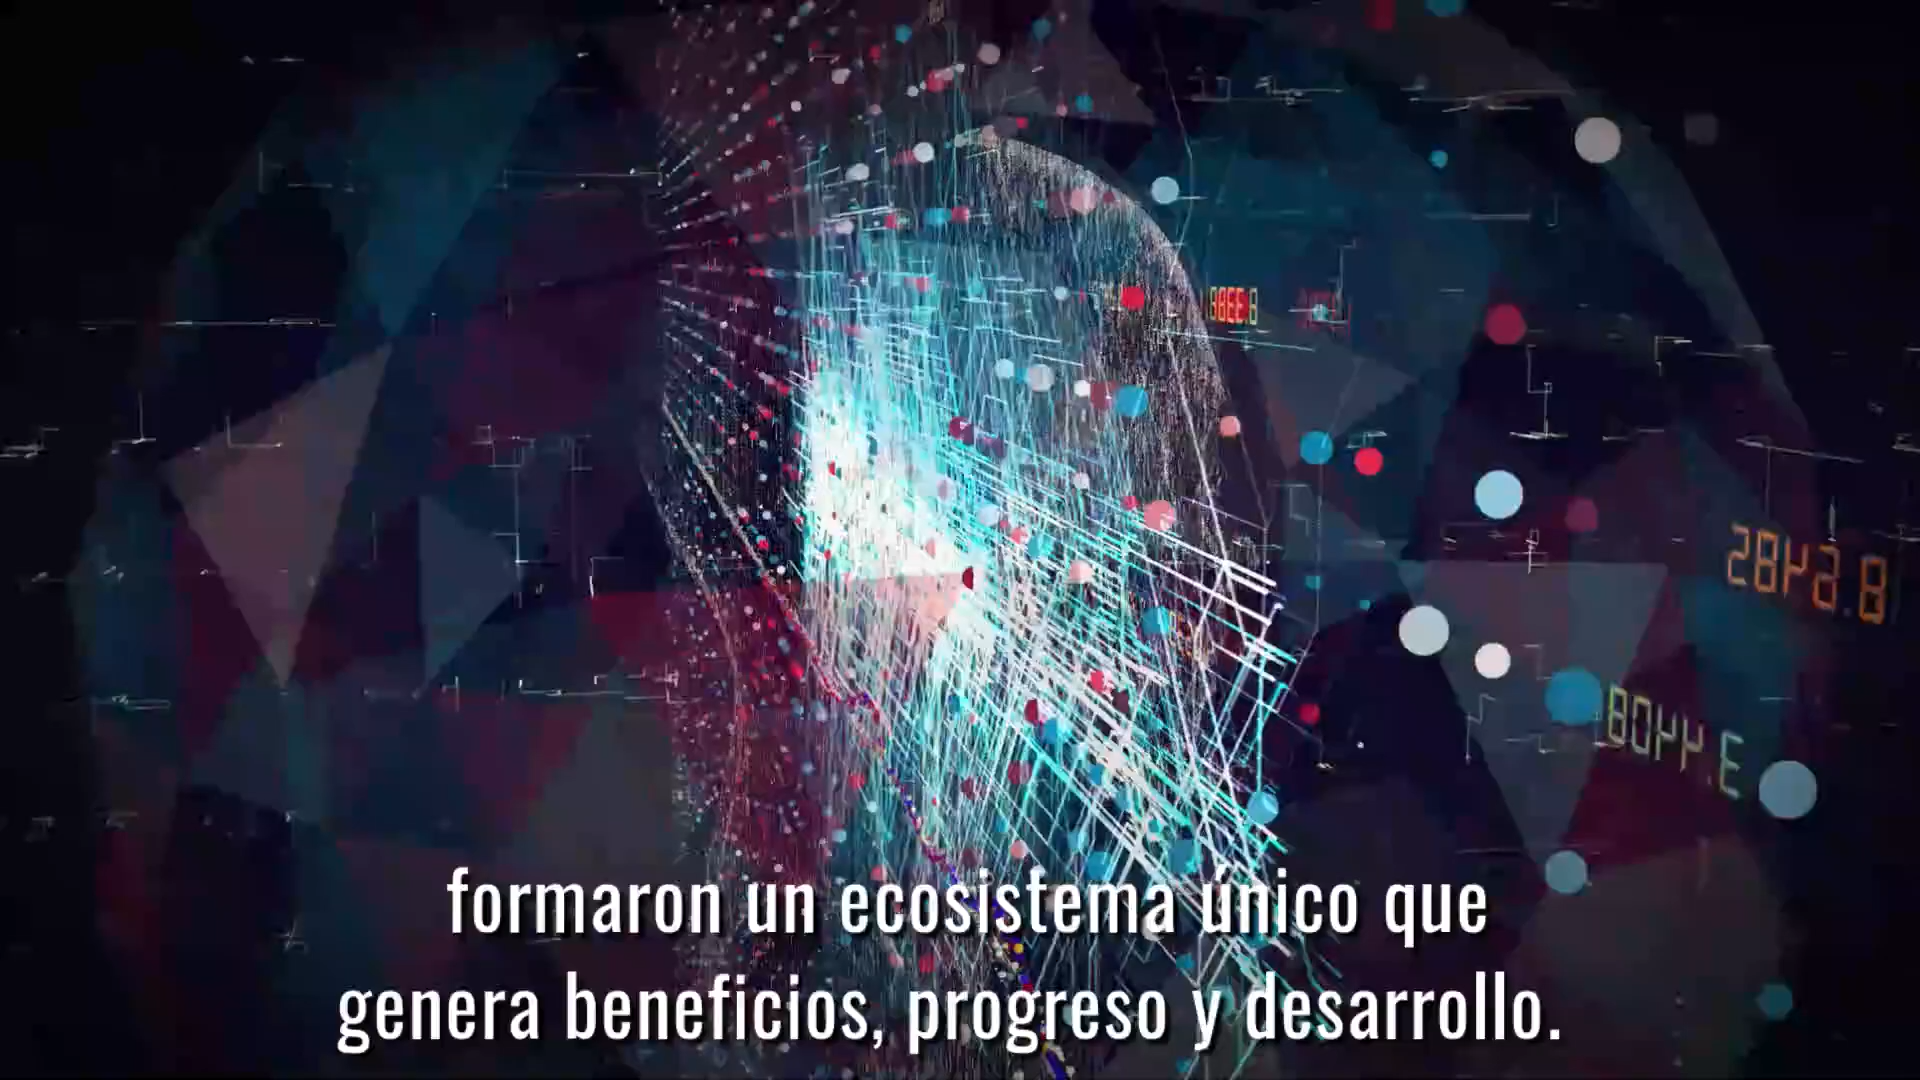 formaron un ecosistema único que
genera beneficios, progreso y desarrollo.